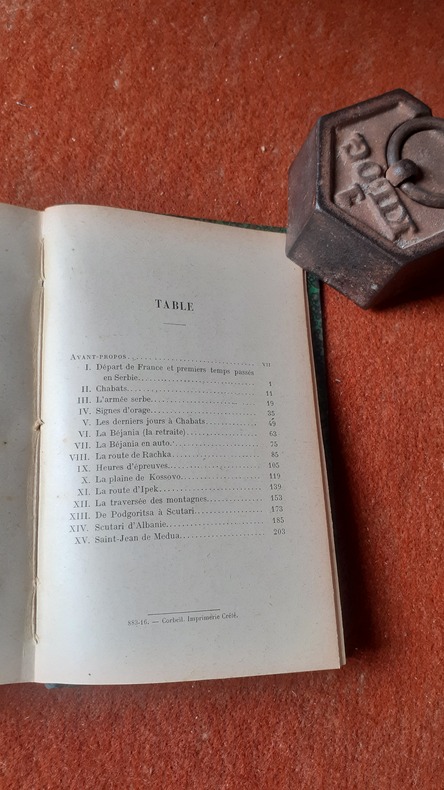 TABLE
AVANT-PROPOS. VII
I. Départ de France et premiers temps passés
en Serbie. 1
II. Chabats. 11
III. L'armée serbe. 19
IV. Signes d'orage. 35
V. Les derniers jours à Chabats. 49
VI. La Béjania (la retraite). 63
VII. La Béjania en auto. 75
VIII. La route de Rachka. 85
IX. Heures d'épreuves. 105
X. La plaine de Kossovo. 119
XI. La route d'Ipek. 139
XII. La traversée des montagnes. 153
XIII. De Podgoritsa à Scutari. 173
XIV. Scutari d'Albanie. 185
XV. Saint-Jean de Medua. 203
885-16. — Corbeil. Imprimerie Crété.